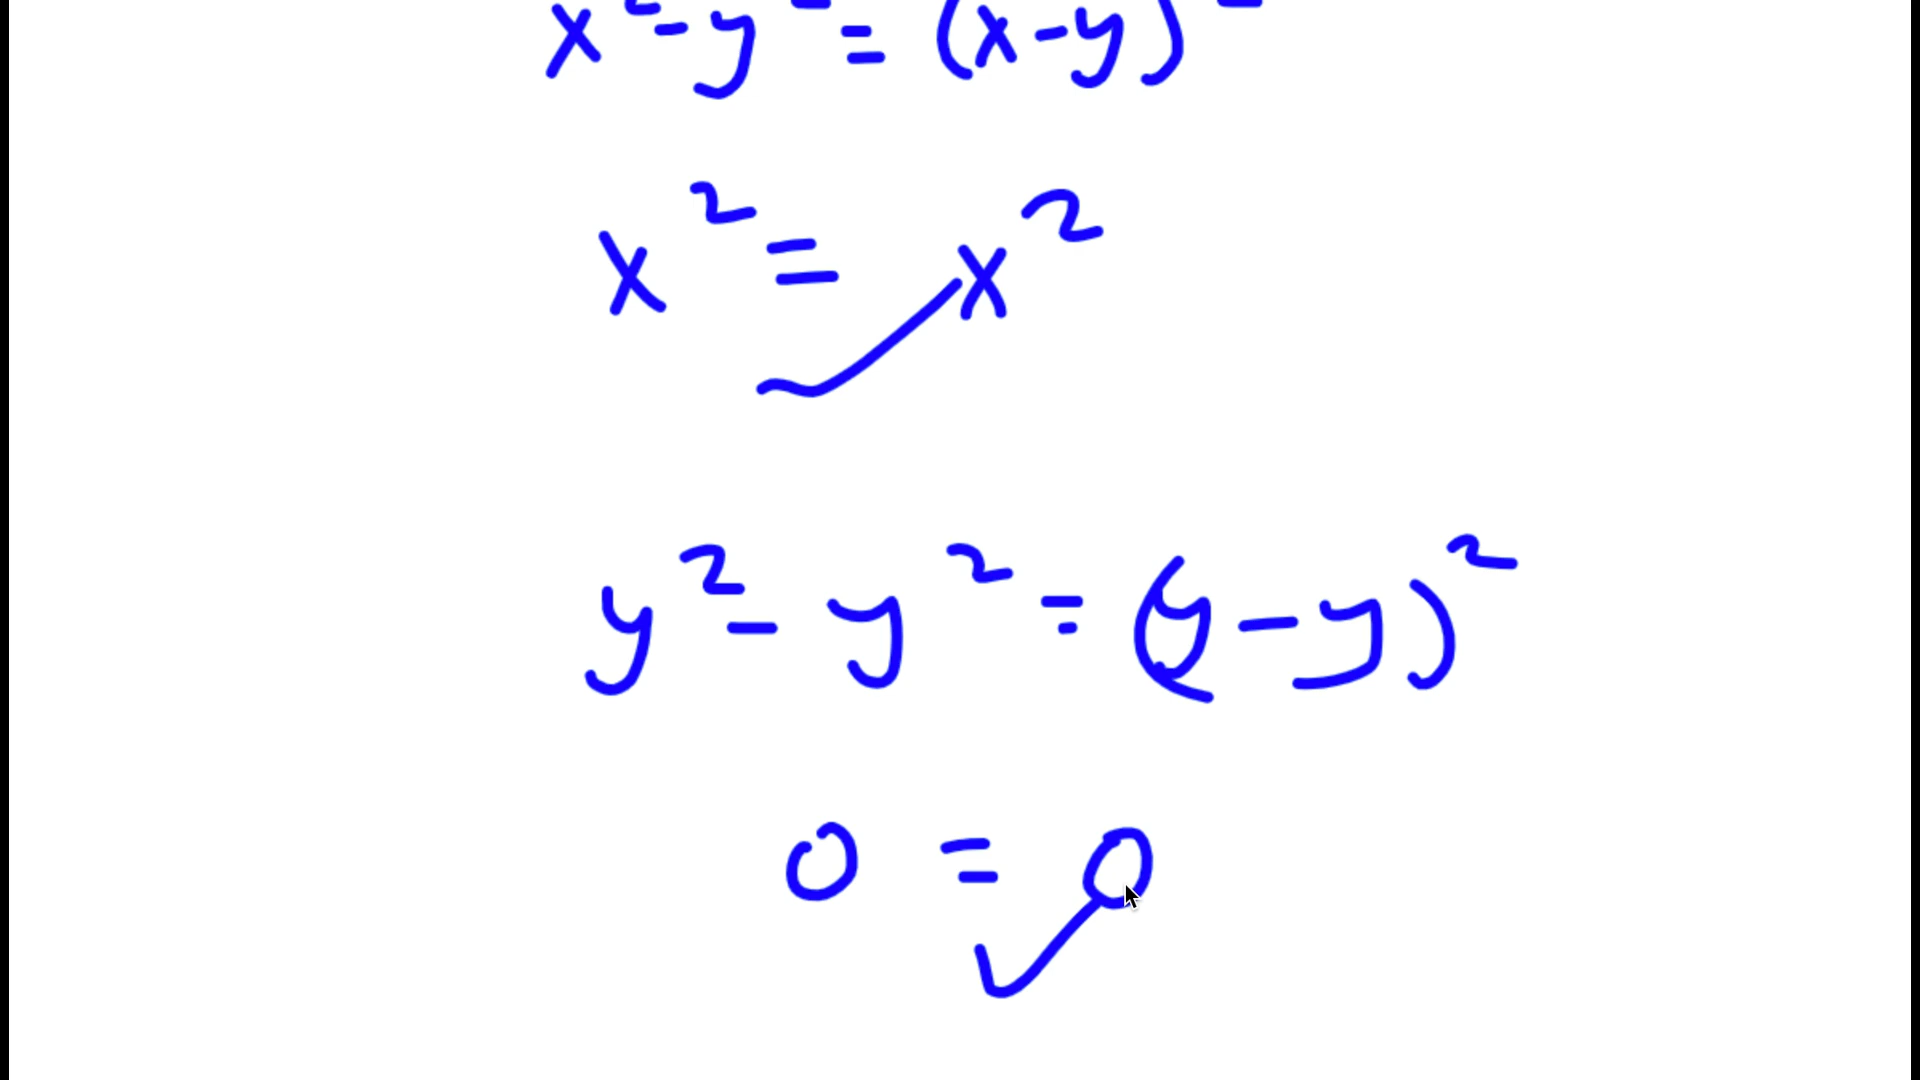 x²-y² = (x-y)²
x² = x²
y² - y² = (y-y)²
0 = 0